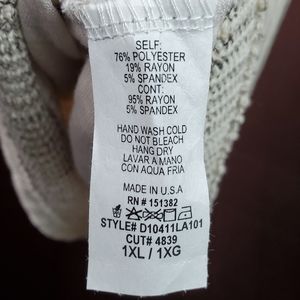 SELF:
76% POLYESTER
19% RAYON
5% SPANDEX
CONT:
95% RAYON
5% SPANDEX
HAND WASH COLD
DO NOT BLEACH
HANG DRY
LAVAR A MANO
CON AQUA FRIA
MADE IN U.S.A
RN # 151382
STYLE# D10411LA101
CUT# 4839
1XL / 1XG